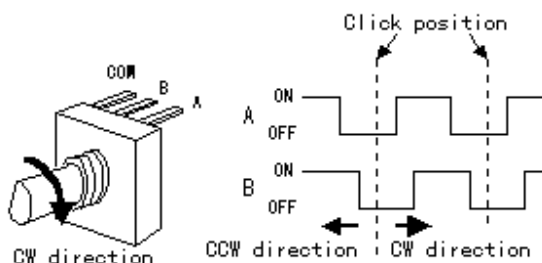 Click position
COM
B
A
ON
A
OFF
ON
B
OFF
CW direction
CCW direction
CW direction